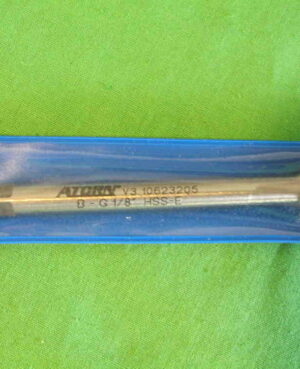 ATORN V3 10623205
B - G 1/8" HSS-E